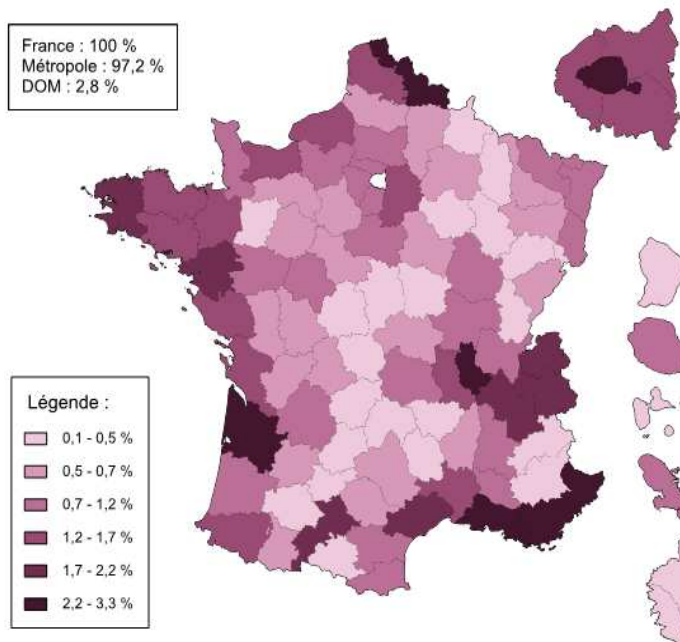 France : 100 %
Métropole : 97,2 %
DOM : 2,8 %
Légende :
0,1 - 0,5 %
0,5 - 0,7 %
0,7 - 1,2 %
1,2 - 1,7 %
1,7 - 2,2 %
2,2 - 3,3 %